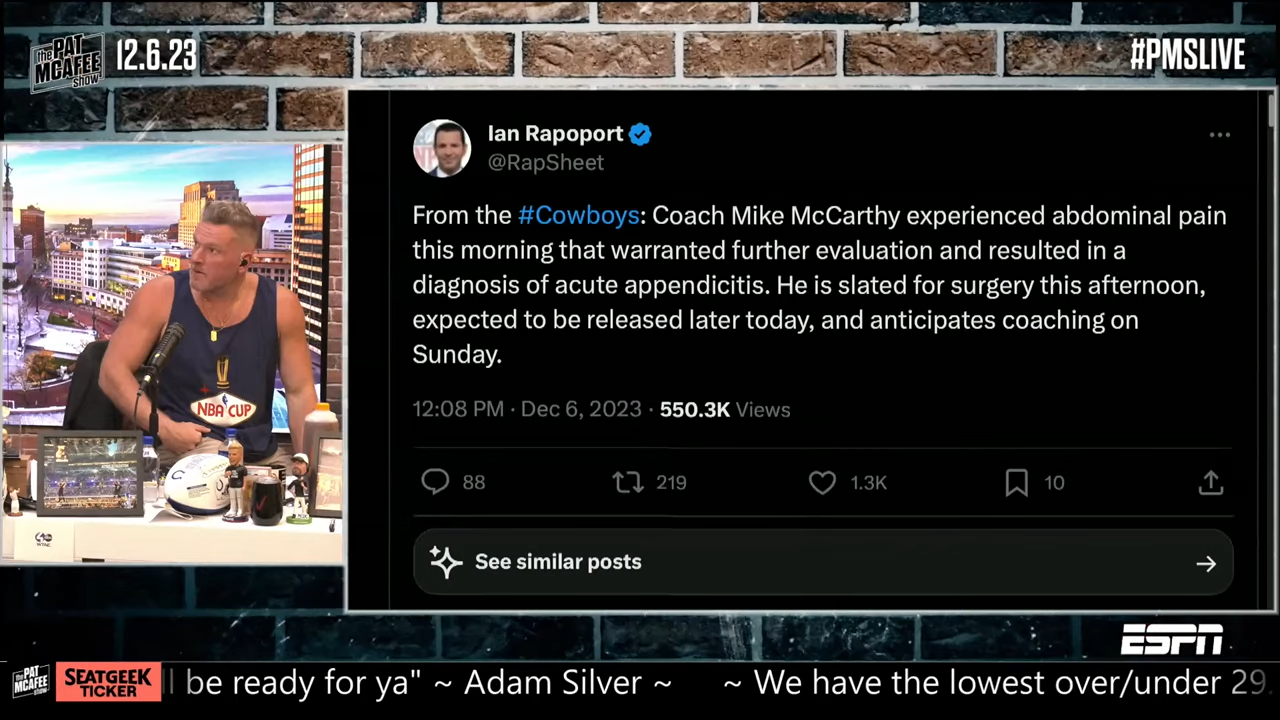 the PAT MCAFEE show
12.6.23
#PMSLIVE
Ian Rapoport
@RapSheet
From the #Cowboys: Coach Mike McCarthy experienced abdominal pain
this morning that warranted further evaluation and resulted in a
diagnosis of acute appendicitis. He is slated for surgery this afternoon,
expected to be released later today, and anticipates coaching on
Sunday.
12:08 PM · Dec 6, 2023 · 550.3K Views
88 219 1.3K 10
See similar posts
NBA CUP
ESPN
the PAT MCAFEE show
SEATGEEK
TICKER
be ready for ya" ~ Adam Silver ~ ~ We have the lowest over/under 29